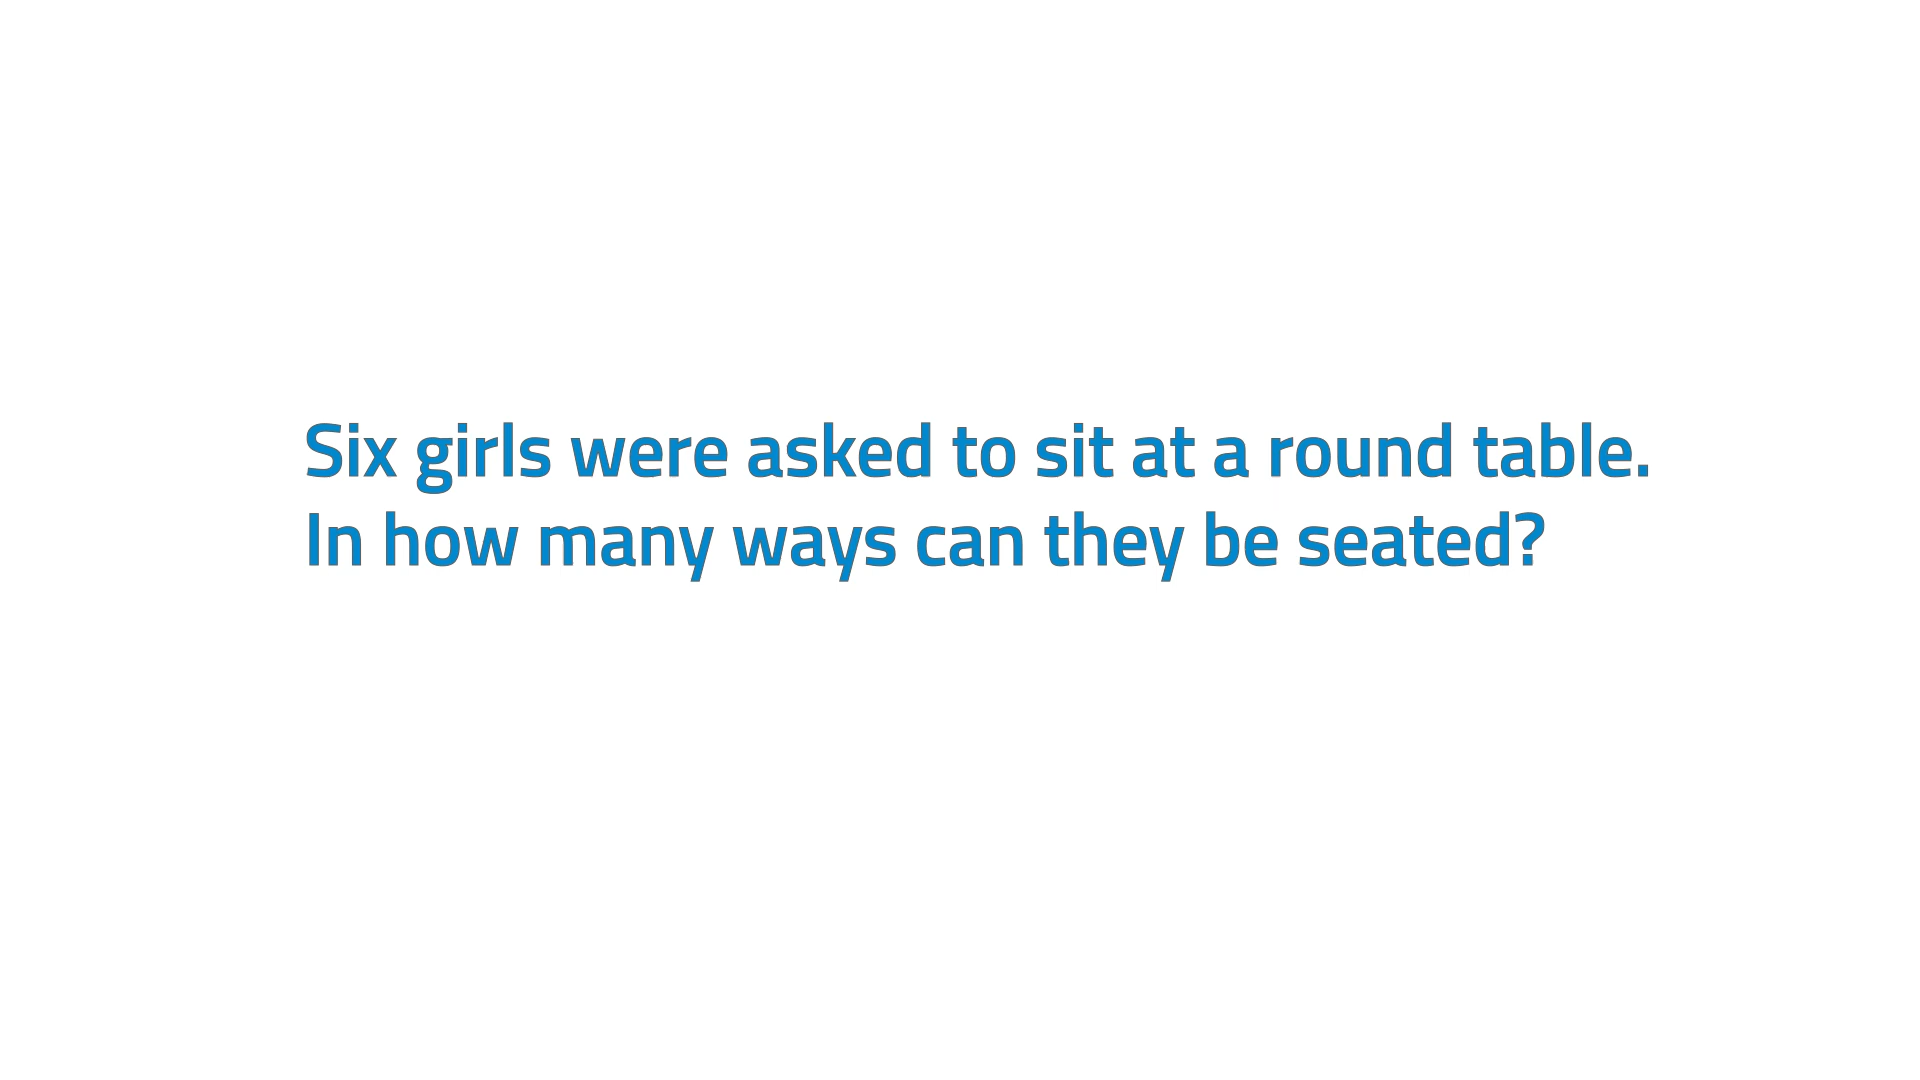 Six girls were asked to sit at a round table.
In how many ways can they be seated?